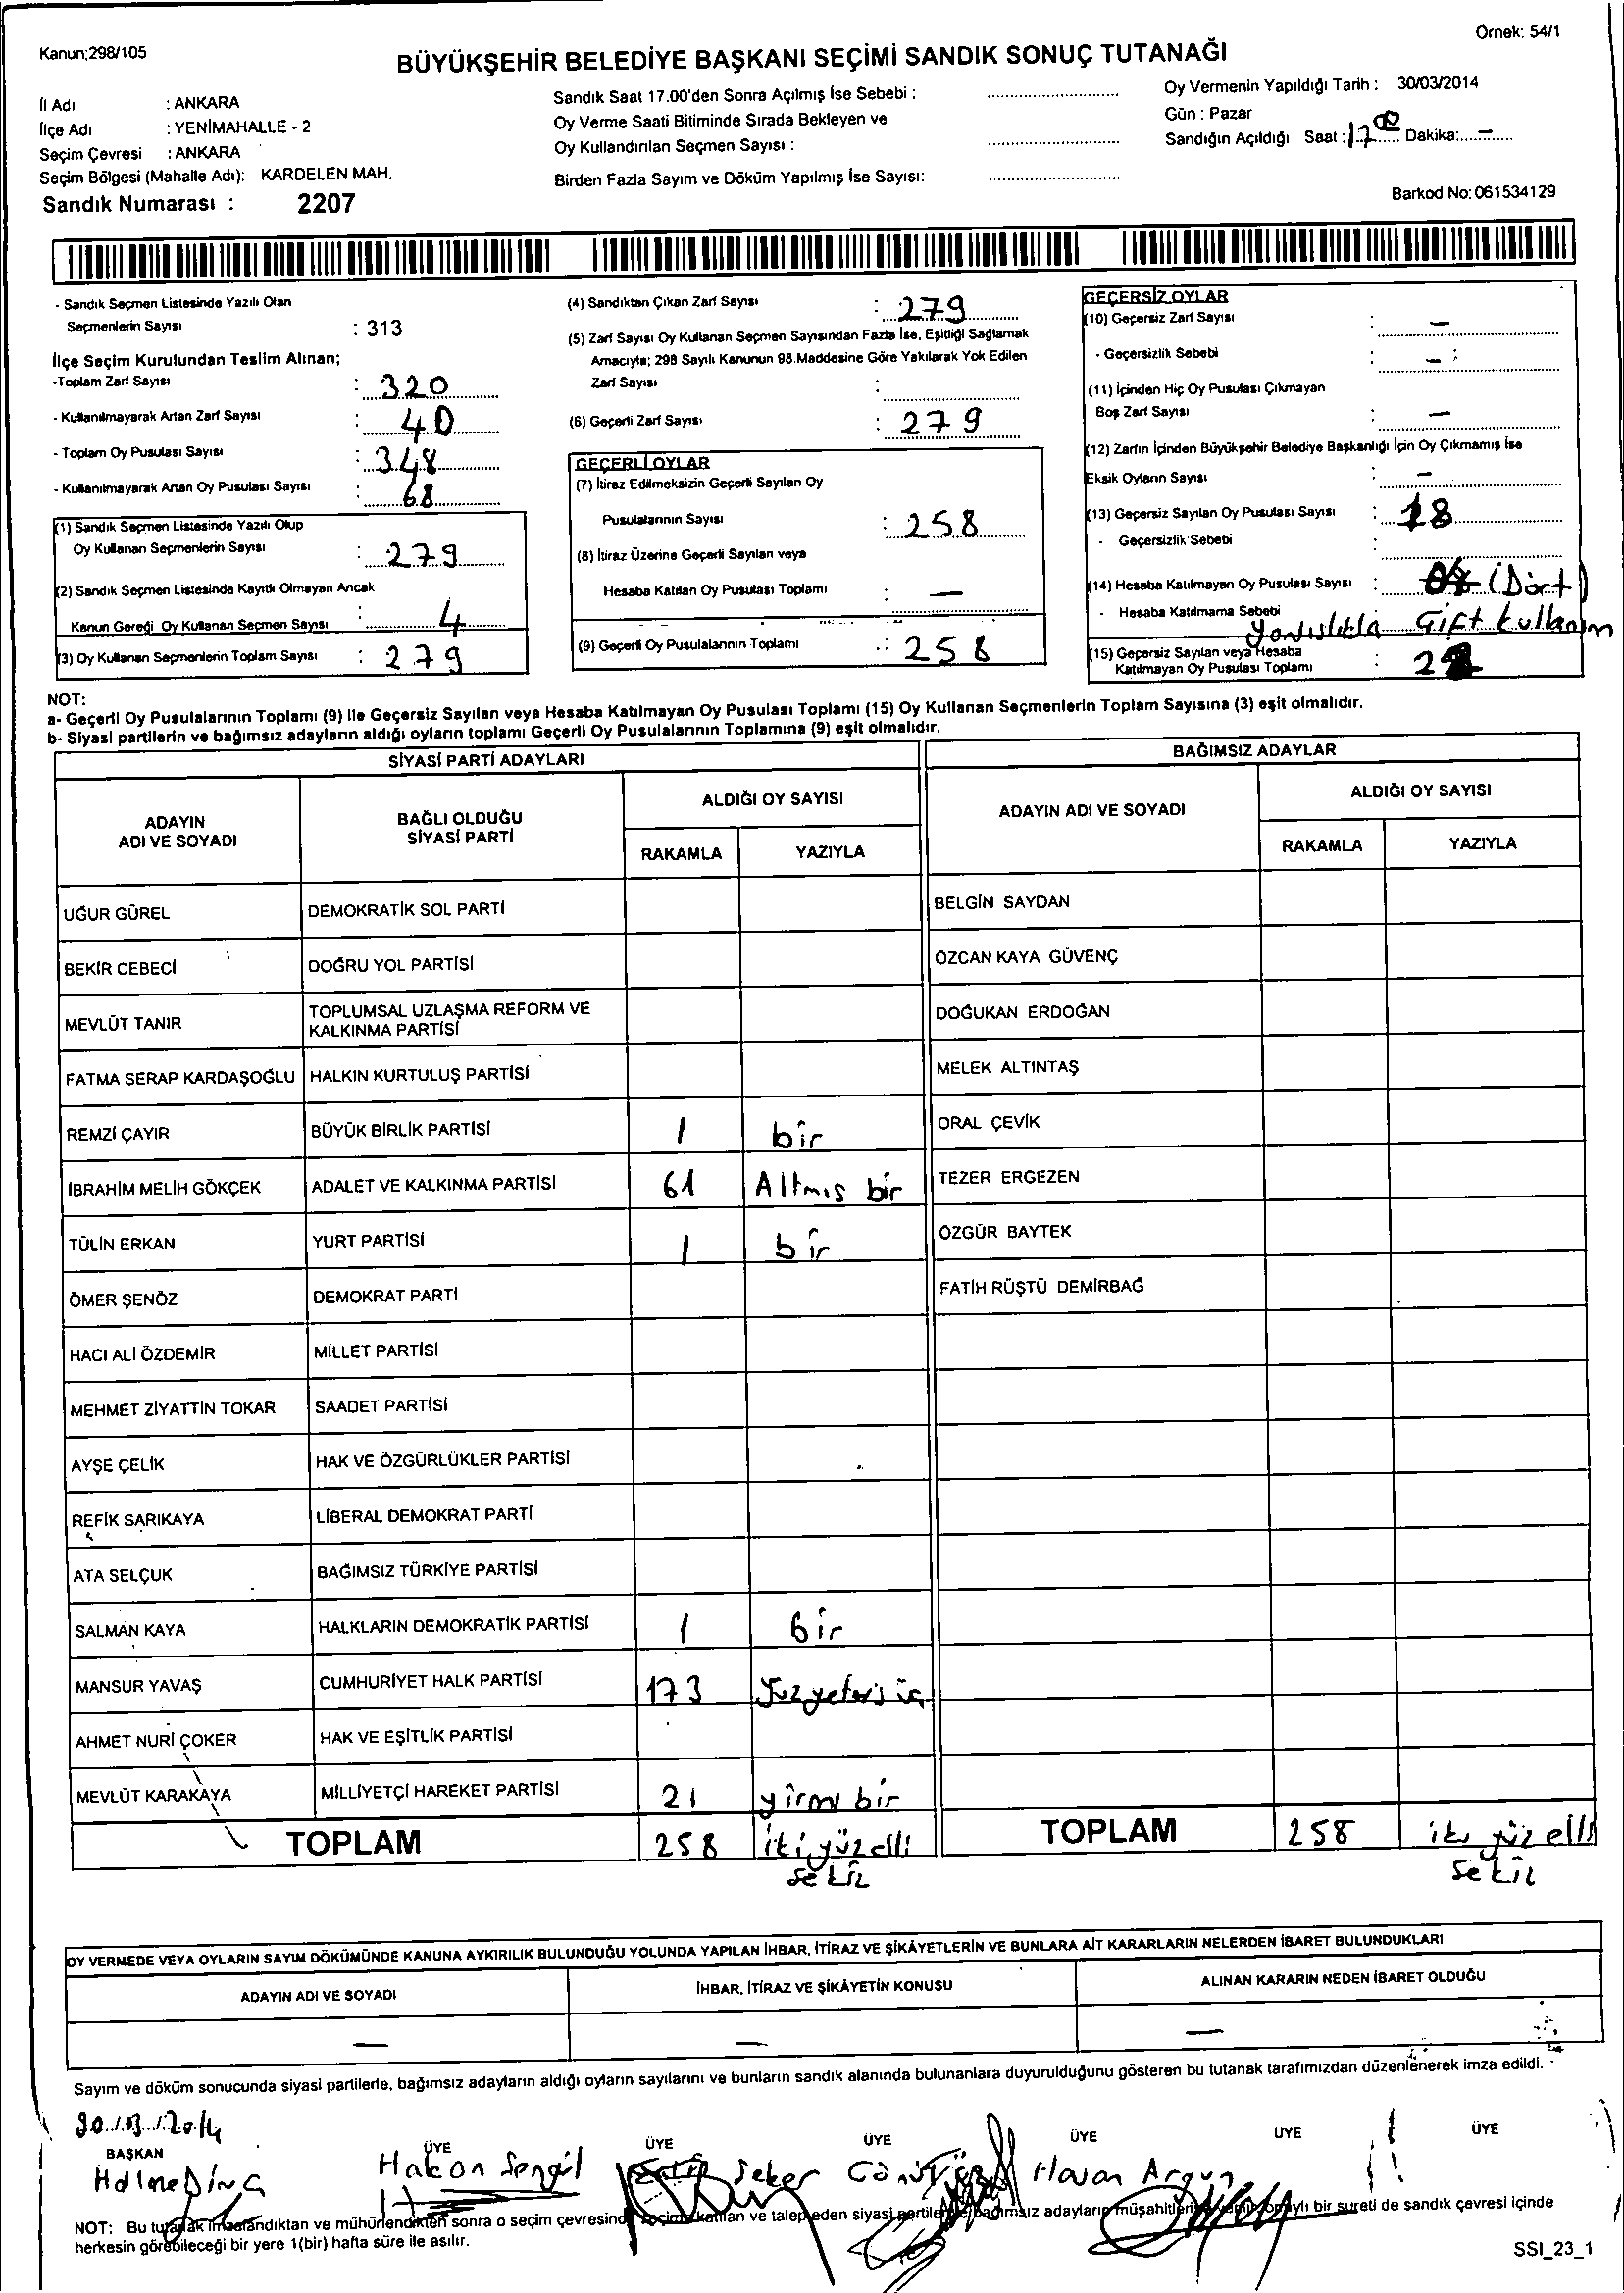 Kanun;298/105
Örnek: 54/1
BÜYÜKŞEHİR BELEDİYE BAŞKANI SEÇİMİ SANDIK SONUÇ TUTANAĞI
İl Adı : ANKARA
İlçe Adı : YENİMAHALLE - 2
Seçim Çevresi : ANKARA
Seçim Bölgesi (Mahalle Adı): KARDELEN MAH.
Sandık Numarası : 2207
Sandık Saat 17.00'den Sonra Açılmış İse Sebebi :
Oy Verme Saati Bitiminde Sırada Bekleyen ve
Oy Kullandırılan Seçmen Sayısı :
Birden Fazla Sayım ve Döküm Yapılmış İse Sayısı:
Oy Vermenin Yapıldığı Tarih : 30/03/2014
Gün : Pazar
Sandığın Açıldığı Saat : 17 00 Dakika: —
Barkod No: 061534129
- Sandık Seçmen Listesinde Yazılı Olan
Seçmenlerin Sayısı : 313
İlçe Seçim Kurulundan Teslim Alınan;
-Toplam Zarf Sayısı : 320
- Kullanılmayarak Artan Zarf Sayısı : 40
- Toplam Oy Pusulası Sayısı : 348
- Kullanılmayarak Artan Oy Pusulası Sayısı : 68
(1) Sandık Seçmen Listesinde Yazılı Olup
Oy Kullanan Seçmenlerin Sayısı : 279
(2) Sandık Seçmen Listesinde Kayıtlı Olmayan Ancak
Kanun Gereği Oy Kullanan Seçmen Sayısı : 4
(3) Oy Kullanan Seçmenlerin Toplam Sayısı : 279
(4) Sandıktan Çıkan Zarf Sayısı : 279
(5) Zarf Sayısı Oy Kullanan Seçmen Sayısından Fazla İse, Eşitliği Sağlamak
Amacıyla; 298 Sayılı Kanunun 98.Maddesine Göre Yakılarak Yok Edilen
Zarf Sayısı :
(6) Geçerli Zarf Sayısı : 279
GEÇERLİ OYLAR
(7) İtiraz Edilmeksizin Geçerli Sayılan Oy
Pusulalarının Sayısı : 258
(8) İtiraz Üzerine Geçerli Sayılan veya
Hesaba Katılan Oy Pusulası Toplamı : —
(9) Geçerli Oy Pusulalarının Toplamı : 258
GEÇERSİZ OYLAR
(10) Geçersiz Zarf Sayısı : —
- Geçersizlik Sebebi : —
(11) İçinden Hiç Oy Pusulası Çıkmayan
Boş Zarf Sayısı : —
(12) Zarfın İçinden Büyükşehir Belediye Başkanlığı İçin Oy Çıkmamış İse
Eksik Oyların Sayısı : —
(13) Geçersiz Sayılan Oy Pusulası Sayısı : 18
- Geçersizlik Sebebi :
(14) Hesaba Katılmayan Oy Pusulası Sayısı : (Dört)
- Hesaba Katılmama Sebebi : Yanlışlıkla Çift kullanım
(15) Geçersiz Sayılan veya Hesaba
Katılmayan Oy Pusulası Toplamı :
NOT:
a- Geçerli Oy Pusulalarının Toplamı (9) ile Geçersiz Sayılan veya Hesaba Katılmayan Oy Pusulası Toplamı (15) Oy Kullanan Seçmenlerin Toplam Sayısına (3) eşit olmalıdır.
b- Siyasi partilerin ve bağımsız adayların aldığı oyların toplamı Geçerli Oy Pusulalarının Toplamına (9) eşit olmalıdır.
SİYASİ PARTİ ADAYLARI
BAĞIMSIZ ADAYLAR
ADAYIN ADI VE SOYADI
BAĞLI OLDUĞU SİYASİ PARTİ
ALDIĞI OY SAYISI
RAKAMLA YAZIYLA
ADAYIN ADI VE SOYADI
ALDIĞI OY SAYISI
RAKAMLA YAZIYLA
UĞUR GÜREL DEMOKRATİK SOL PARTİ BELGİN SAYDAN
BEKİR CEBECİ DOĞRU YOL PARTİSİ ÖZCAN KAYA GÜVENÇ
MEVLÜT TANIR TOPLUMSAL UZLAŞMA REFORM VE KALKINMA PARTİSİ DOĞUKAN ERDOĞAN
FATMA SERAP KARDAŞOĞLU HALKIN KURTULUŞ PARTİSİ MELEK ALTINTAŞ
REMZİ ÇAYIR BÜYÜK BİRLİK PARTİSİ 1 bir ORAL ÇEVİK
İBRAHİM MELİH GÖKÇEK ADALET VE KALKINMA PARTİSİ 61 Altmış bir TEZER ERGEZEN
TÜLİN ERKAN YURT PARTİSİ 1 bir ÖZGÜR BAYTEK
ÖMER ŞENÖZ DEMOKRAT PARTİ FATİH RÜŞTÜ DEMİRBAĞ
HACI ALİ ÖZDEMİR MİLLET PARTİSİ
MEHMET ZİYATTİN TOKAR SAADET PARTİSİ
AYŞE ÇELİK HAK VE ÖZGÜRLÜKLER PARTİSİ
REFİK SARIKAYA LİBERAL DEMOKRAT PARTİ
ATA SELÇUK BAĞIMSIZ TÜRKİYE PARTİSİ
SALMAN KAYA HALKLARIN DEMOKRATİK PARTİSİ 1 bir
MANSUR YAVAŞ CUMHURİYET HALK PARTİSİ 173 Yüzyetmiş üç
AHMET NURİ ÇOKER HAK VE EŞİTLİK PARTİSİ
MEVLÜT KARAKAYA MİLLİYETÇİ HAREKET PARTİSİ 21 yirmi bir
TOPLAM 258 iki yüz elli sekiz TOPLAM 258 iki yüz elli sekiz
OY VERMEDE VEYA OYLARIN SAYIM DÖKÜMÜNDE KANUNA AYKIRILIK BULUNDUĞU YOLUNDA YAPILAN İHBAR, İTİRAZ VE ŞİKÂYETLERİN VE BUNLARA AİT KARARLARIN NELERDEN İBARET BULUNDUKLARI
ADAYIN ADI VE SOYADI İHBAR, İTİRAZ VE ŞİKÂYETİN KONUSU ALINAN KARARIN NEDEN İBARET OLDUĞU
— — —
Sayım ve döküm sonucunda siyasi partilerle, bağımsız adayların aldığı oyların sayılarını ve bunların sandık alanında bulunanlara duyurulduğunu gösteren bu tutanak tarafımızdan düzenlenerek imza edildi.
30/03/2014
BAŞKAN ÜYE ÜYE ÜYE ÜYE ÜYE ÜYE
Hakan Şengil Şeker Hasan Argun
NOT: Bu tutanak imzalandıktan ve mühürlendikten sonra o seçim çevresinde seçime katılan ve talep eden siyasi partilerle bağımsız adayların müşahitlerine verilir. onaylı bir sureti de sandık çevresi içinde
herkesin görebileceği bir yere 1(bir) hafta süre ile asılır.
SSI_23_1